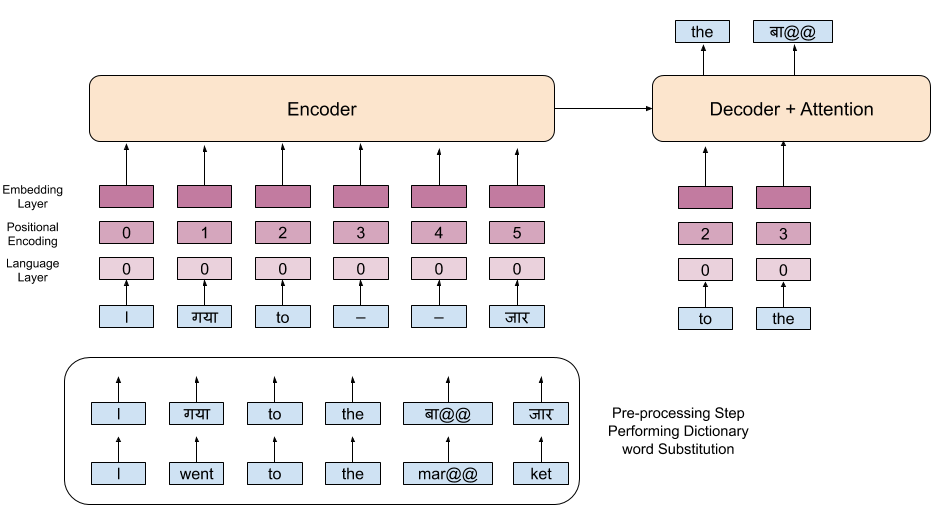 the बा@@
Encoder
Decoder + Attention
Embedding
Layer
Positional
Encoding
0 1 2 3 4 5
2 3
Language
Layer
0 0 0 0 0 0
0 0
I गया to – – जार
to the
I गया to the बा@@ जार
I went to the mar@@ ket
Pre-processing Step
Performing Dictionary
word Substitution